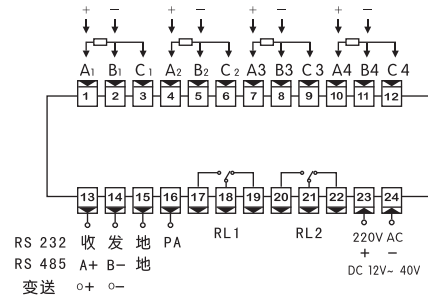 + − + − + − + −
A1 B1 C1 A2 B2 C2 A3 B3 C3 A4 B4 C4
1 2 3 4 5 6 7 8 9 10 11 12
13 14 15 16 17 18 19 20 21 22 23 24
RS 232 收 发 地 PA RL1 RL2 220V AC
RS 485 A+ B− 地 + −
变送 o+ o− DC 12V~ 40V